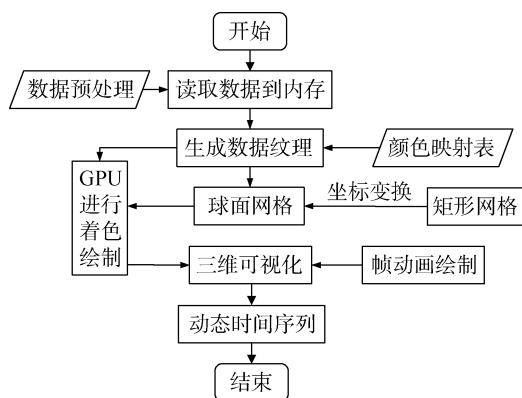 开始
数据预处理
读取数据到内存
生成数据纹理
颜色映射表
GPU
进行
着色
绘制
球面网格
坐标变换
矩形网格
三维可视化
帧动画绘制
动态时间序列
结束